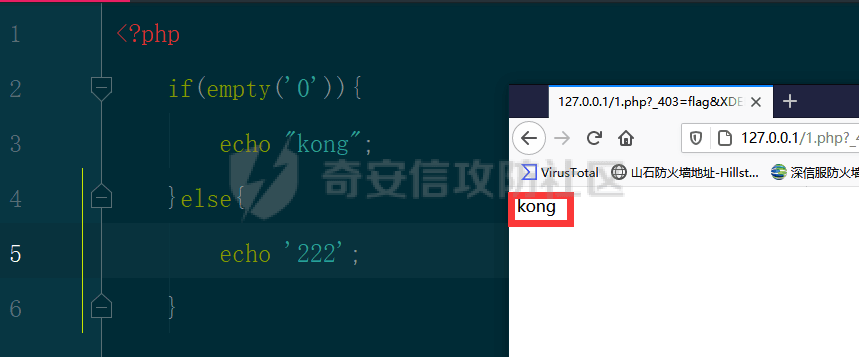 1 <?php
2 if(empty('0')){
3 echo "kong";
4 }else{
5 echo '222';
6 }
奇安信攻防社区
127.0.0.1/1.php?_403=flag&XDE
127.0.0.1/1.php?_4
VirusTotal 山石防火墙地址-Hillst... 深信服防火墙
kong